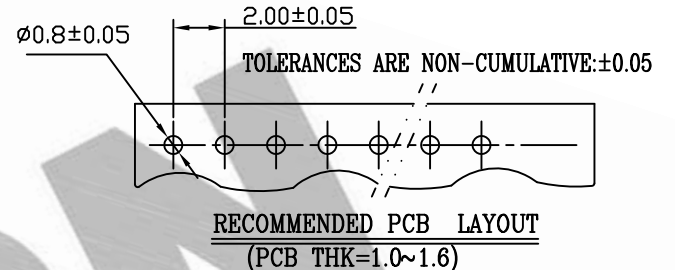 2.00±0.05
Ø0.8±0.05
TOLERANCES ARE NON-CUMULATIVE:±0.05
RECOMMENDED PCB LAYOUT
(PCB THK=1.0~1.6)